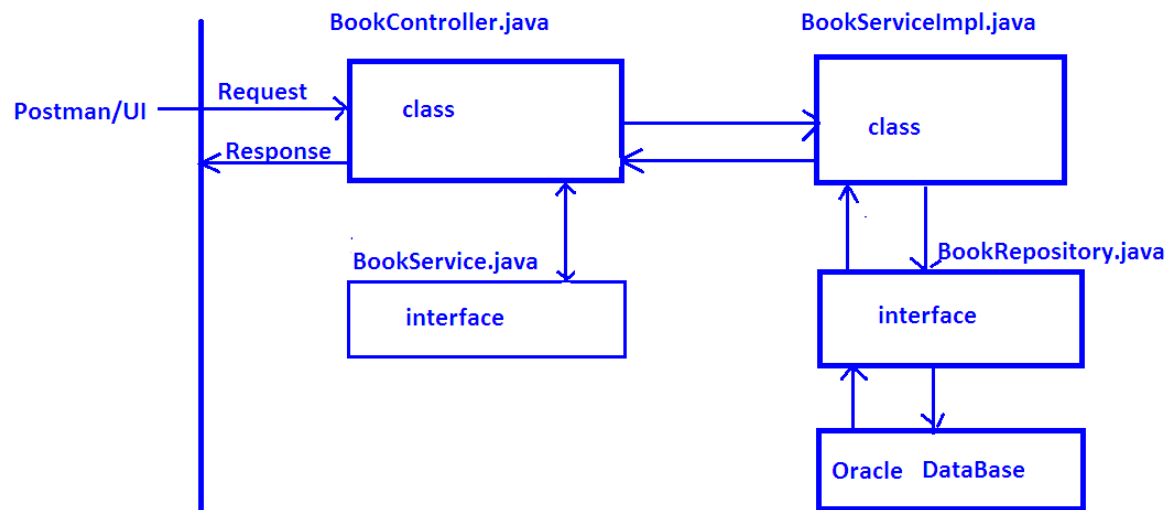 BookController.java
BookServiceImpl.java
Request
Postman/UI
class
class
Response
BookService.java
BookRepository.java
interface
interface
Oracle DataBase